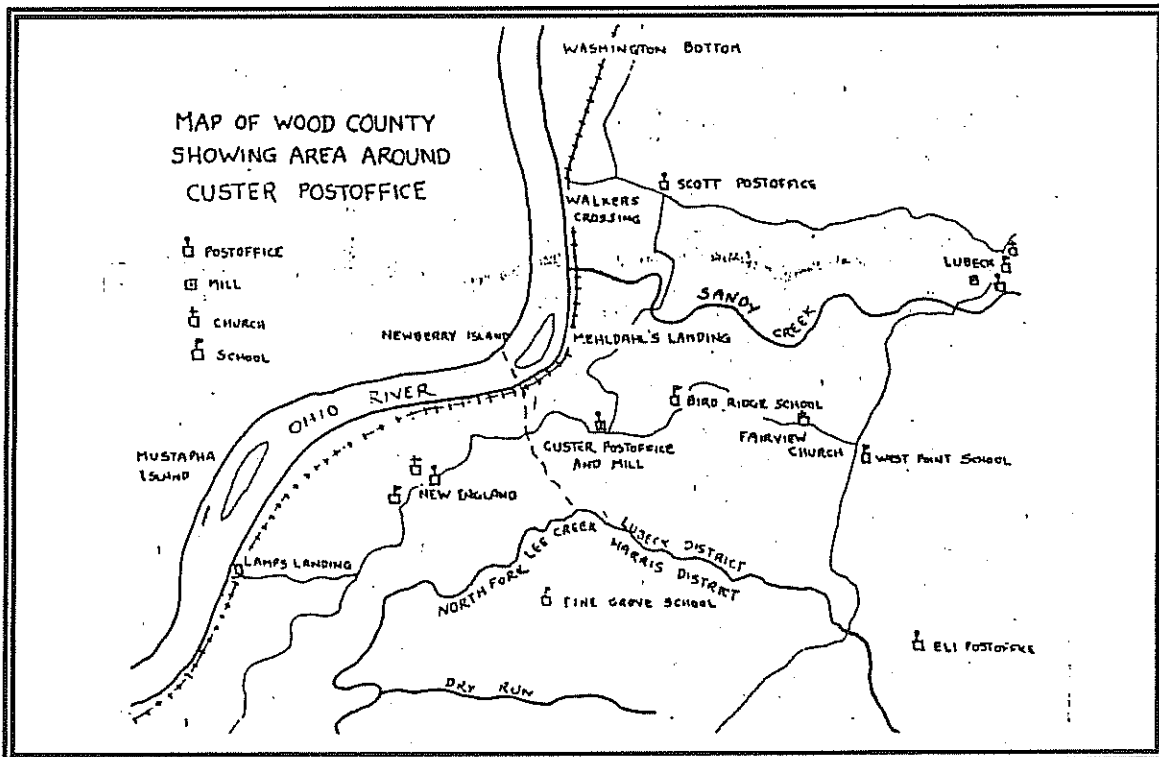 WASHINGTON BOTTOM
MAP OF WOOD COUNTY
SHOWING AREA AROUND
CUSTER POSTOFFICE
POSTOFFICE
MILL
CHURCH
SCHOOL
SCOTT POSTOFFICE
WALKERS
CROSSING
LUBECK
SANDY
CREEK
NEWBERRY ISLAND
MEHLDAHL'S LANDING
OHIO RIVER
BIRD RIDGE SCHOOL
MUSTAPHA
ISLAND
CUSTER POSTOFFICE
AND MILL
FAIRVIEW
CHURCH
WEST POINT SCHOOL
NEW ENGLAND
LAMPS LANDING
NORTH FORK LEE CREEK
LUBECK DISTRICT
HARRIS DISTRICT
PINE GROVE SCHOOL
ELI POSTOFFICE
DRY RUN